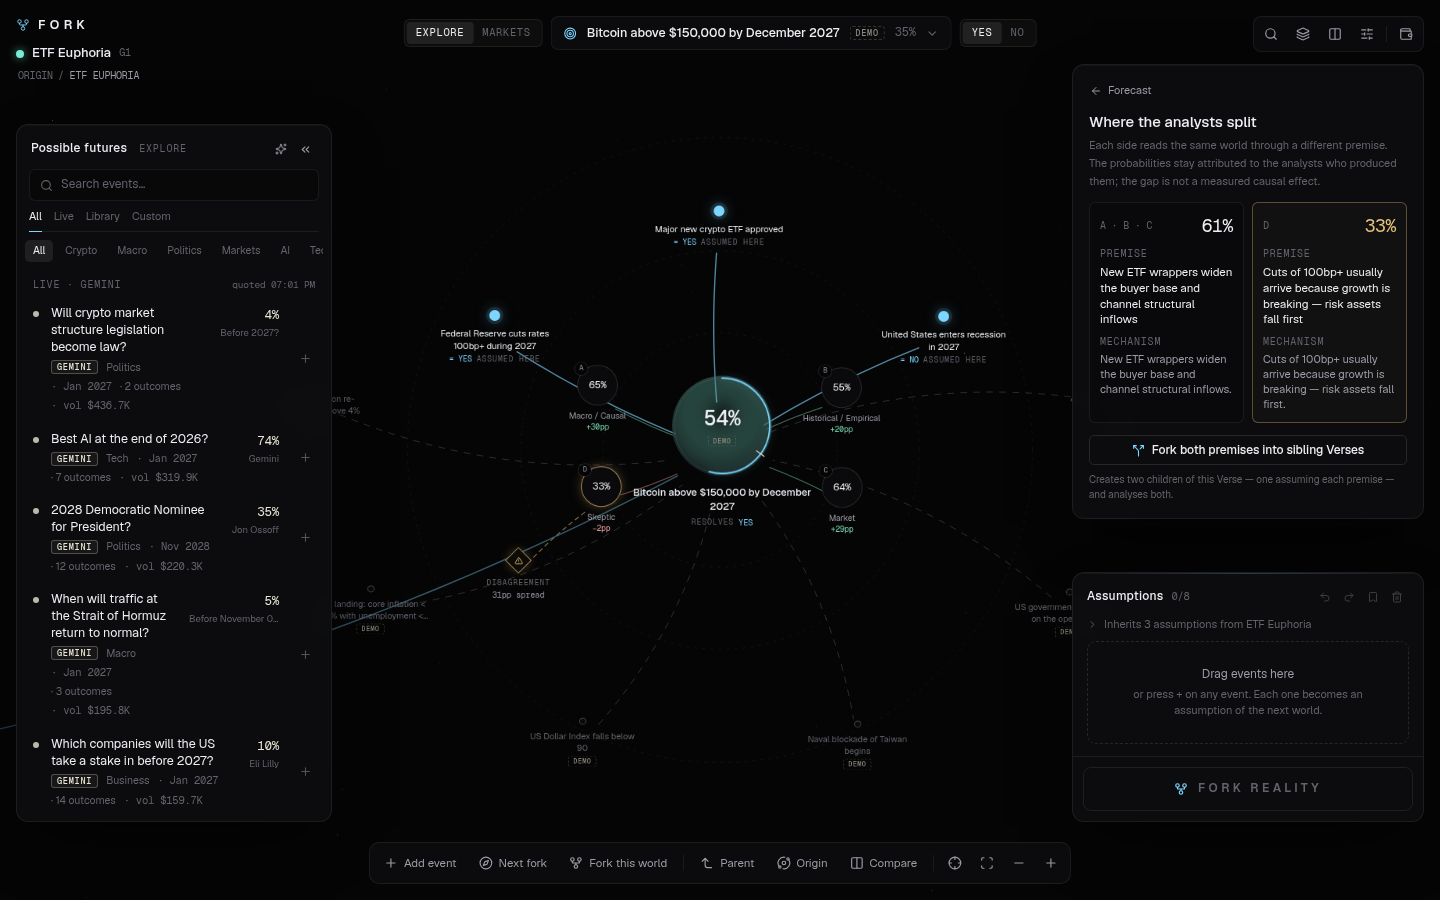 FORK
ETF Euphoria G1
ORIGIN / ETF EUPHORIA
EXPLORE MARKETS
Bitcoin above $150,000 by December 2027 DEMO 35%
YES NO
Possible futures EXPLORE
Search events...
All Live Library Custom
All Crypto Macro Politics Markets AI
LIVE · GEMINI quoted 07:01 PM
Will crypto market
structure legislation
become law?
4%
Before 2027?
GEMINI Politics
· Jan 2027 · 2 outcomes
· vol $436.7K
Best AI at the end of 2026?
74%
Gemini
GEMINI Tech · Jan 2027
· 7 outcomes · vol $319.9K
2028 Democratic Nominee
for President?
35%
Jon Ossoff
GEMINI Politics · Nov 2028
· 12 outcomes · vol $220.3K
When will traffic at
the Strait of Hormuz
return to normal?
5%
Before November O...
GEMINI Macro
· Jan 2027
· 3 outcomes
· vol $195.8K
Which companies will the US
take a stake in before 2027?
10%
Eli Lilly
GEMINI Business · Jan 2027
· 14 outcomes · vol $159.7K
Major new crypto ETF approved
= YES ASSUMED HERE
Federal Reserve cuts rates
100bp+ during 2027
= YES ASSUMED HERE
United States enters recession
in 2027
= NO ASSUMED HERE
A
65%
Macro / Causal
+30pp
B
55%
Historical / Empirical
+20pp
54%
DEMO
Bitcoin above $150,000 by December
2027
RESOLVES YES
D
33%
Skeptic
-2pp
C
64%
Market
+29pp
DISAGREEMENT
31pp spread
on re-
ove 4%
landing: core inflation <
% with unemployment <...
DEMO
US governmen
on the ope
DEM
US Dollar Index falls below
90
DEMO
Naval blockade of Taiwan
begins
DEMO
Forecast
Where the analysts split
Each side reads the same world through a different premise.
The probabilities stay attributed to the analysts who produced
them; the gap is not a measured causal effect.
A · B · C 61%
PREMISE
New ETF wrappers widen
the buyer base and
channel structural
inflows
MECHANISM
New ETF wrappers widen
the buyer base and
channel structural inflows.
D 33%
PREMISE
Cuts of 100bp+ usually
arrive because growth is
breaking — risk assets
fall first
MECHANISM
Cuts of 100bp+ usually
arrive because growth is
breaking — risk assets fall
first.
Fork both premises into sibling Verses
Creates two children of this Verse — one assuming each premise —
and analyses both.
Assumptions 0/8
Inherits 3 assumptions from ETF Euphoria
Drag events here
or press + on any event. Each one becomes an
assumption of the next world.
FORK REALITY
Add event Next fork Fork this world Parent Origin Compare